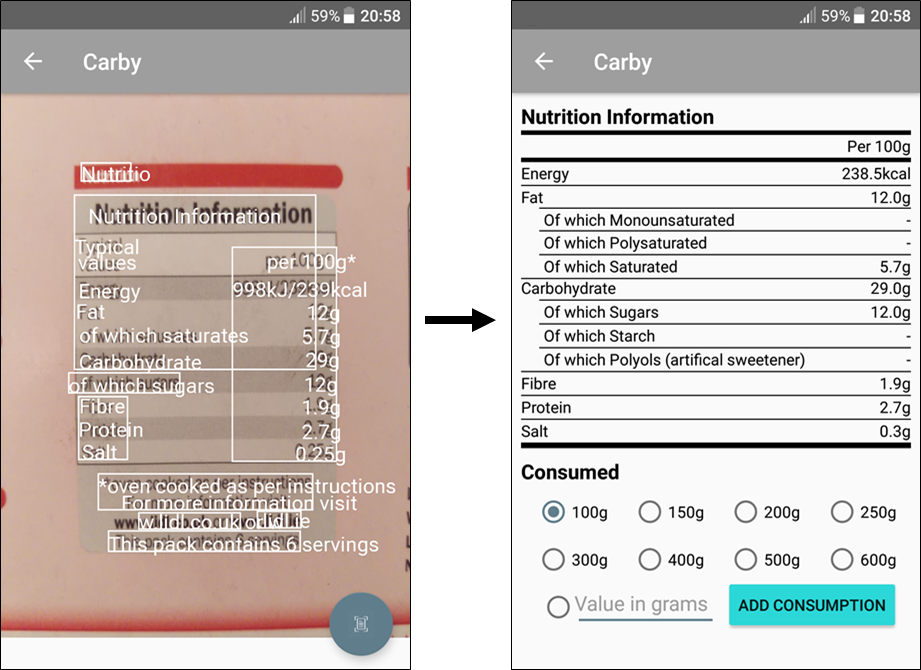 59% 20:58
Carby
Nutritio
Nutrition Information
Typical
values
per 100g*
Energy 998kJ/239kcal
Fat 12g
of which saturates 5.7g
Carbohydrate 29g
of which sugars 12g
Fibre 1.9g
Protein 2.7g
Salt 0.25g
*oven cooked as per instructions
For more information visit
w.lidl.co.uk or lidl.ie
This pack contains 6 servings
59% 20:58
Carby
Nutrition Information
Per 100g
Energy 238.5kcal
Fat 12.0g
Of which Monounsaturated -
Of which Polysaturated -
Of which Saturated 5.7g
Carbohydrate 29.0g
Of which Sugars 12.0g
Of which Starch -
Of which Polyols (artifical sweetener) -
Fibre 1.9g
Protein 2.7g
Salt 0.3g
Consumed
100g 150g 200g 250g
300g 400g 500g 600g
Value in grams ADD CONSUMPTION